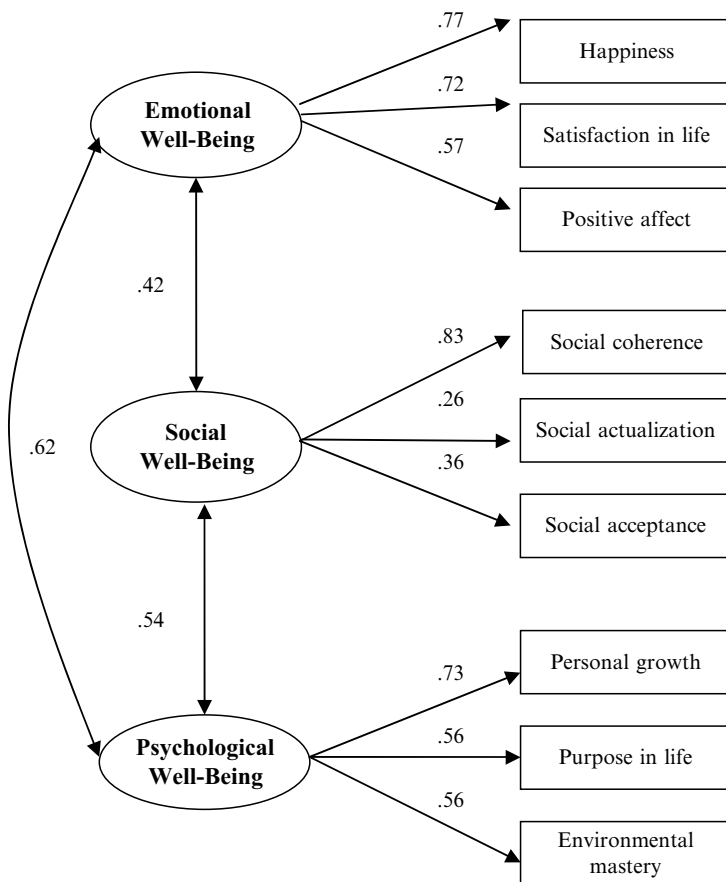 .77
Happiness
.72
Emotional
Well-Being
Satisfaction in life
.57
Positive affect
.42
.83
Social coherence
.26
Social
Well-Being
Social actualization
.62
.36
Social acceptance
.54
.73
Personal growth
.56
Psychological
Well-Being
Purpose in life
.56
Environmental
mastery